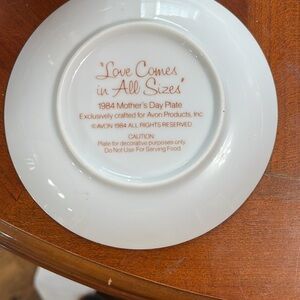 "Love Comes
in All Sizes"
1984 Mother's Day Plate
Exclusively crafted for Avon Products, Inc
©AVON 1984 ALL RIGHTS RESERVED
CAUTION:
Plate for decorative purposes only.
Do Not Use For Serving Food